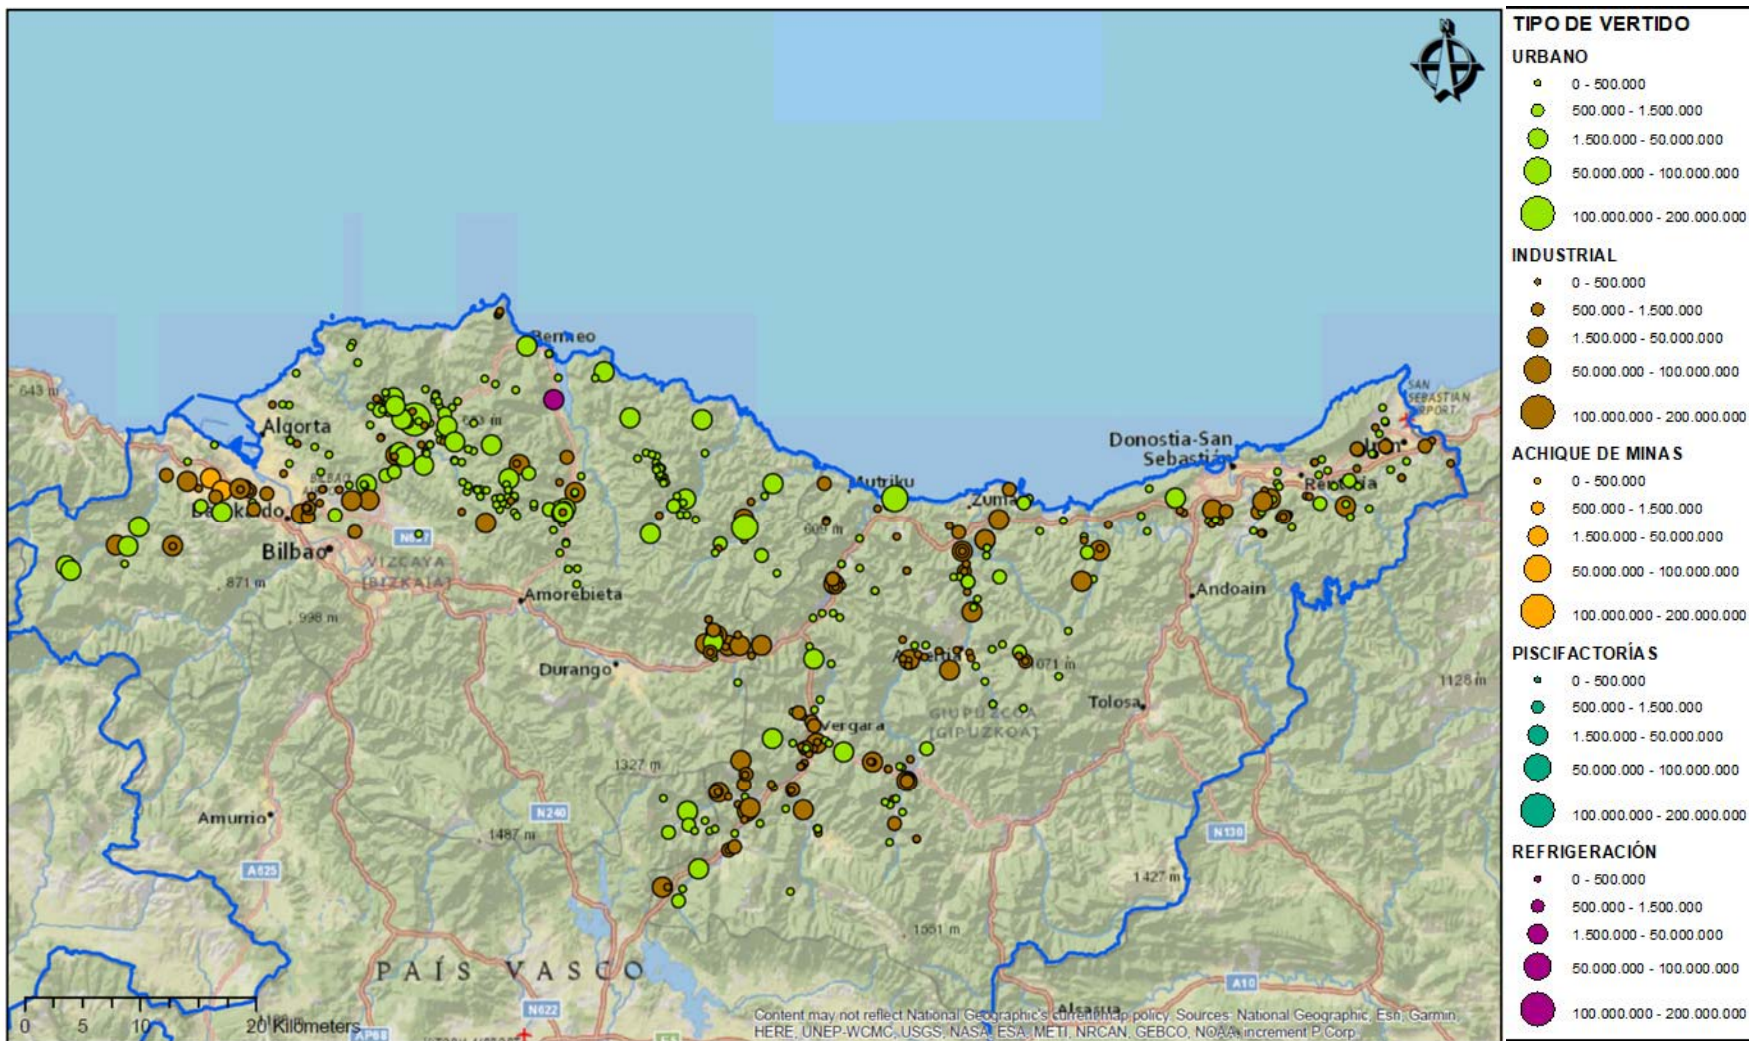 N
643 m
Bermeo
603 m
Algorta
BILBAO
Bilbao
871 m
998 m
VIZCAYA
[BIZKAIA]
Amorebieta
Durango
Mutriku
609 m
Donostia-San
Sebastián
SAN
SEBASTIAN
AIRPORT
Irun
Andoain
1071 m
Tolosa
1128 m
GIUPUZCOA
[GIPUZKOA]
Vergara
1327 m
N240
1487 m
Amurrio
A625
N130
1427 m
1551 m
PAÍS VASCO
N622
A10
Alsasua
AP68
0 5 10 20 Kilometers
Content may not reflect National Geographic's current map policy. Sources: National Geographic, Esri, Garmin,
HERE, UNEP-WCMC, USGS, NASA, ESA, METI, NRCAN, GEBCO, NOAA, increment P Corp.
TIPO DE VERTIDO
URBANO
0 - 500.000
500.000 - 1.500.000
1.500.000 - 50.000.000
50.000.000 - 100.000.000
100.000.000 - 200.000.000
INDUSTRIAL
0 - 500.000
500.000 - 1.500.000
1.500.000 - 50.000.000
50.000.000 - 100.000.000
100.000.000 - 200.000.000
ACHIQUE DE MINAS
0 - 500.000
500.000 - 1.500.000
1.500.000 - 50.000.000
50.000.000 - 100.000.000
100.000.000 - 200.000.000
PISCIFACTORÍAS
0 - 500.000
500.000 - 1.500.000
1.500.000 - 50.000.000
50.000.000 - 100.000.000
100.000.000 - 200.000.000
REFRIGERACIÓN
0 - 500.000
500.000 - 1.500.000
1.500.000 - 50.000.000
50.000.000 - 100.000.000
100.000.000 - 200.000.000